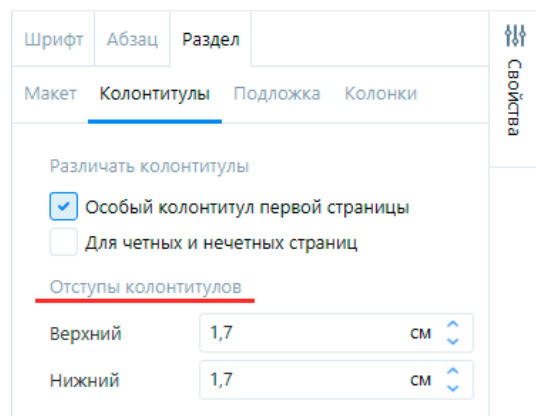 Шрифт Абзац Раздел
Макет Колонтитулы Подложка Колонки
Свойства
Различать колонтитулы
Особый колонтитул первой страницы
Для четных и нечетных страниц
Отступы колонтитулов
Верхний 1,7 см
Нижний 1,7 см